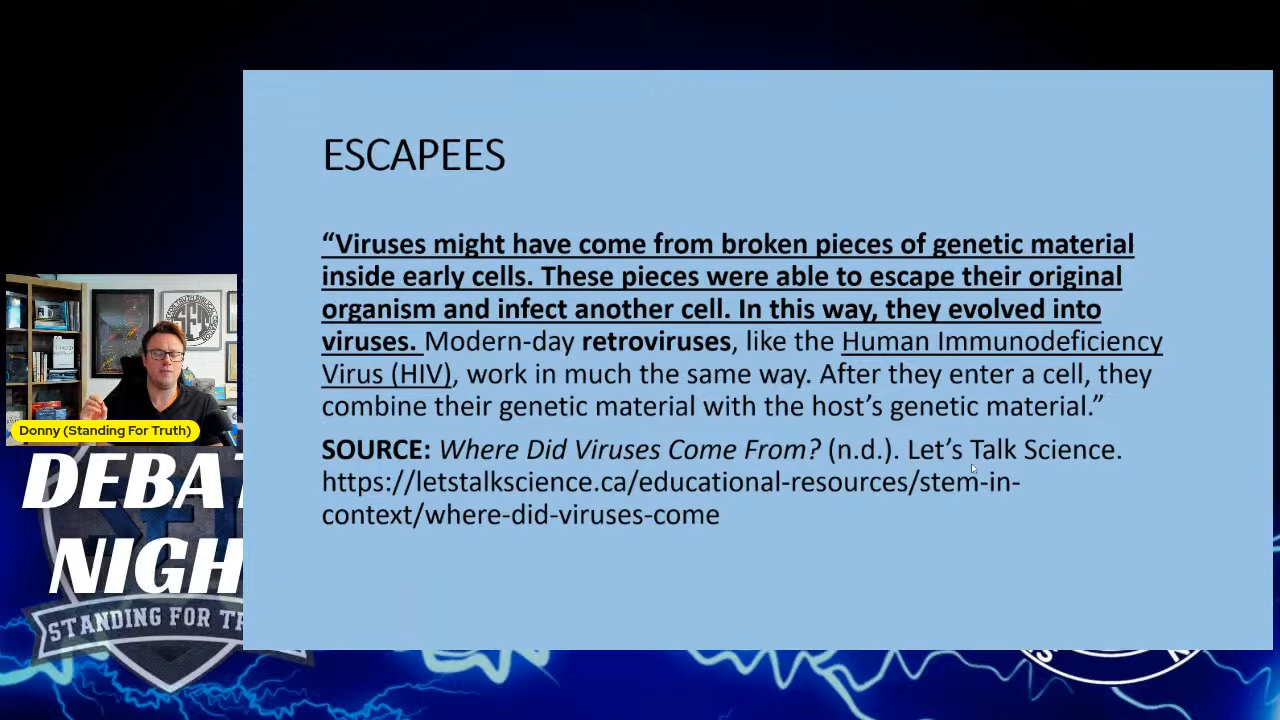 ESCAPEES
“Viruses might have come from broken pieces of genetic material
inside early cells. These pieces were able to escape their original
organism and infect another cell. In this way, they evolved into
viruses. Modern-day retroviruses, like the Human Immunodeficiency
Virus (HIV), work in much the same way. After they enter a cell, they
combine their genetic material with the host’s genetic material.”
SOURCE: Where Did Viruses Come From? (n.d.). Let’s Talk Science.
https://letstalkscience.ca/educational-resources/stem-in-
context/where-did-viruses-come
SFT
Donny (Standing For Truth)
DEBAT
NIGH
STANDING FOR TR